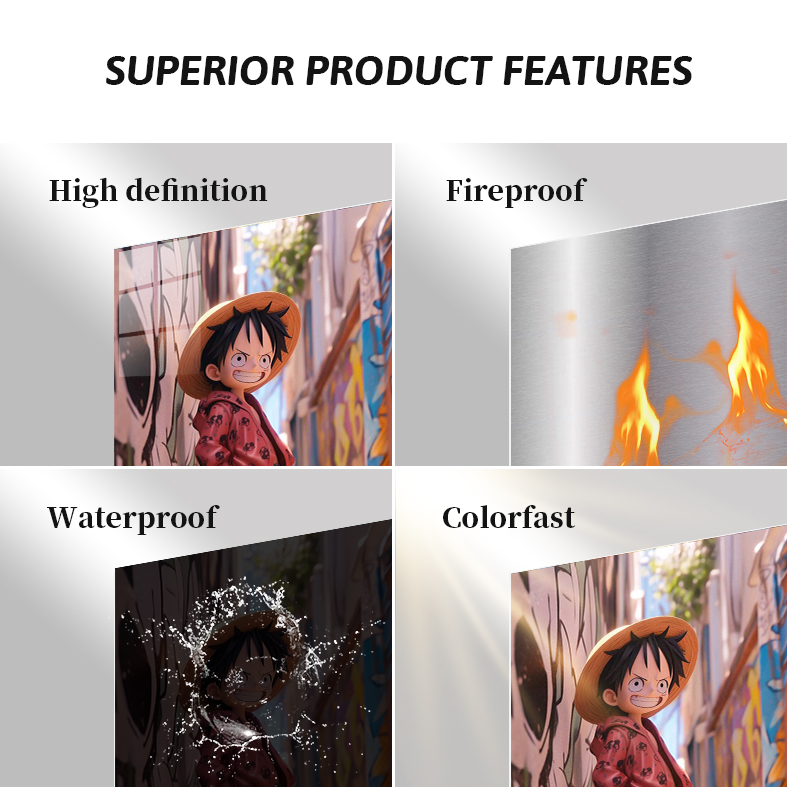 SUPERIOR PRODUCT FEATURES
High definition
Fireproof
Waterproof
Colorfast